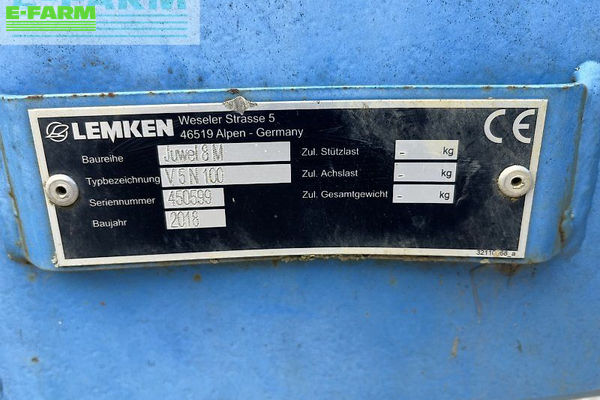 E-FARM
LEMKEN
Weseler Strasse 5
46519 Alpen - Germany
CE
Baureihe Juwel 8 M
Typbezeichnung V 5 N 100
Seriennummer 450599
Baujahr 2018
Zul. Stützlast - kg
Zul. Achslast - kg
Zul. Gesamtgewicht - kg